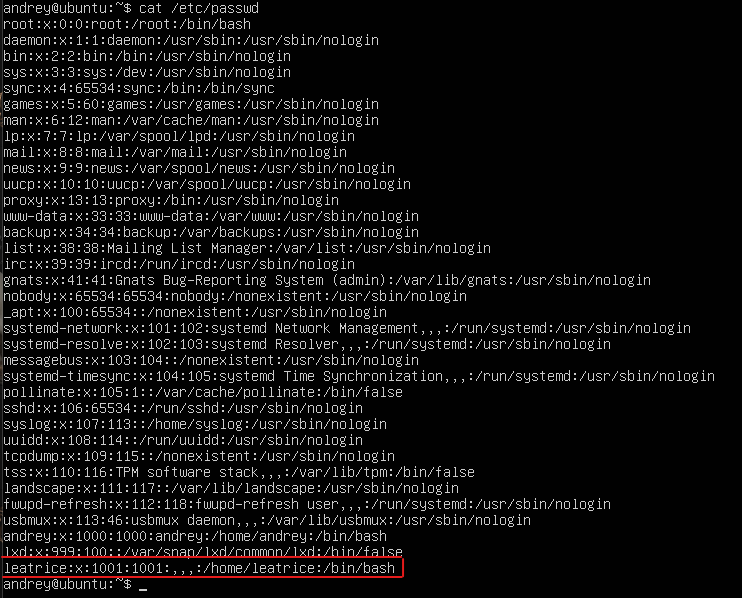 andrey@ubuntu:~$ cat /etc/passwd
root:x:0:0:root:/root:/bin/bash
daemon:x:1:1:daemon:/usr/sbin:/usr/sbin/nologin
bin:x:2:2:bin:/bin:/usr/sbin/nologin
sys:x:3:3:sys:/dev:/usr/sbin/nologin
sync:x:4:65534:sync:/bin:/bin/sync
games:x:5:60:games:/usr/games:/usr/sbin/nologin
man:x:6:12:man:/var/cache/man:/usr/sbin/nologin
lp:x:7:7:lp:/var/spool/lpd:/usr/sbin/nologin
mail:x:8:8:mail:/var/mail:/usr/sbin/nologin
news:x:9:9:news:/var/spool/news:/usr/sbin/nologin
uucp:x:10:10:uucp:/var/spool/uucp:/usr/sbin/nologin
proxy:x:13:13:proxy:/bin:/usr/sbin/nologin
www-data:x:33:33:www-data:/var/www:/usr/sbin/nologin
backup:x:34:34:backup:/var/backups:/usr/sbin/nologin
list:x:38:38:Mailing List Manager:/var/list:/usr/sbin/nologin
irc:x:39:39:ircd:/run/ircd:/usr/sbin/nologin
gnats:x:41:41:Gnats Bug-Reporting System (admin):/var/lib/gnats:/usr/sbin/nologin
nobody:x:65534:65534:nobody:/nonexistent:/usr/sbin/nologin
_apt:x:100:65534::/nonexistent:/usr/sbin/nologin
systemd-network:x:101:102:systemd Network Management,,,:/run/systemd:/usr/sbin/nologin
systemd-resolve:x:102:103:systemd Resolver,,,:/run/systemd:/usr/sbin/nologin
messagebus:x:103:104::/nonexistent:/usr/sbin/nologin
systemd-timesync:x:104:105:systemd Time Synchronization,,,:/run/systemd:/usr/sbin/nologin
pollinate:x:105:1::/var/cache/pollinate:/bin/false
sshd:x:106:65534::/run/sshd:/usr/sbin/nologin
syslog:x:107:113::/home/syslog:/usr/sbin/nologin
uuidd:x:108:114::/run/uuidd:/usr/sbin/nologin
tcpdump:x:109:115::/nonexistent:/usr/sbin/nologin
tss:x:110:116:TPM software stack,,,:/var/lib/tpm:/bin/false
landscape:x:111:117::/var/lib/landscape:/usr/sbin/nologin
fwupd-refresh:x:112:118:fwupd-refresh user,,,:/run/systemd:/usr/sbin/nologin
usbmux:x:113:46:usbmux daemon,,,:/var/lib/usbmux:/usr/sbin/nologin
andrey:x:1000:1000:andrey:/home/andrey:/bin/bash
lxd:x:999:100::/var/snap/lxd/common/lxd:/bin/false
leatrice:x:1001:1001:,,,:/home/leatrice:/bin/bash
andrey@ubuntu:~$ _